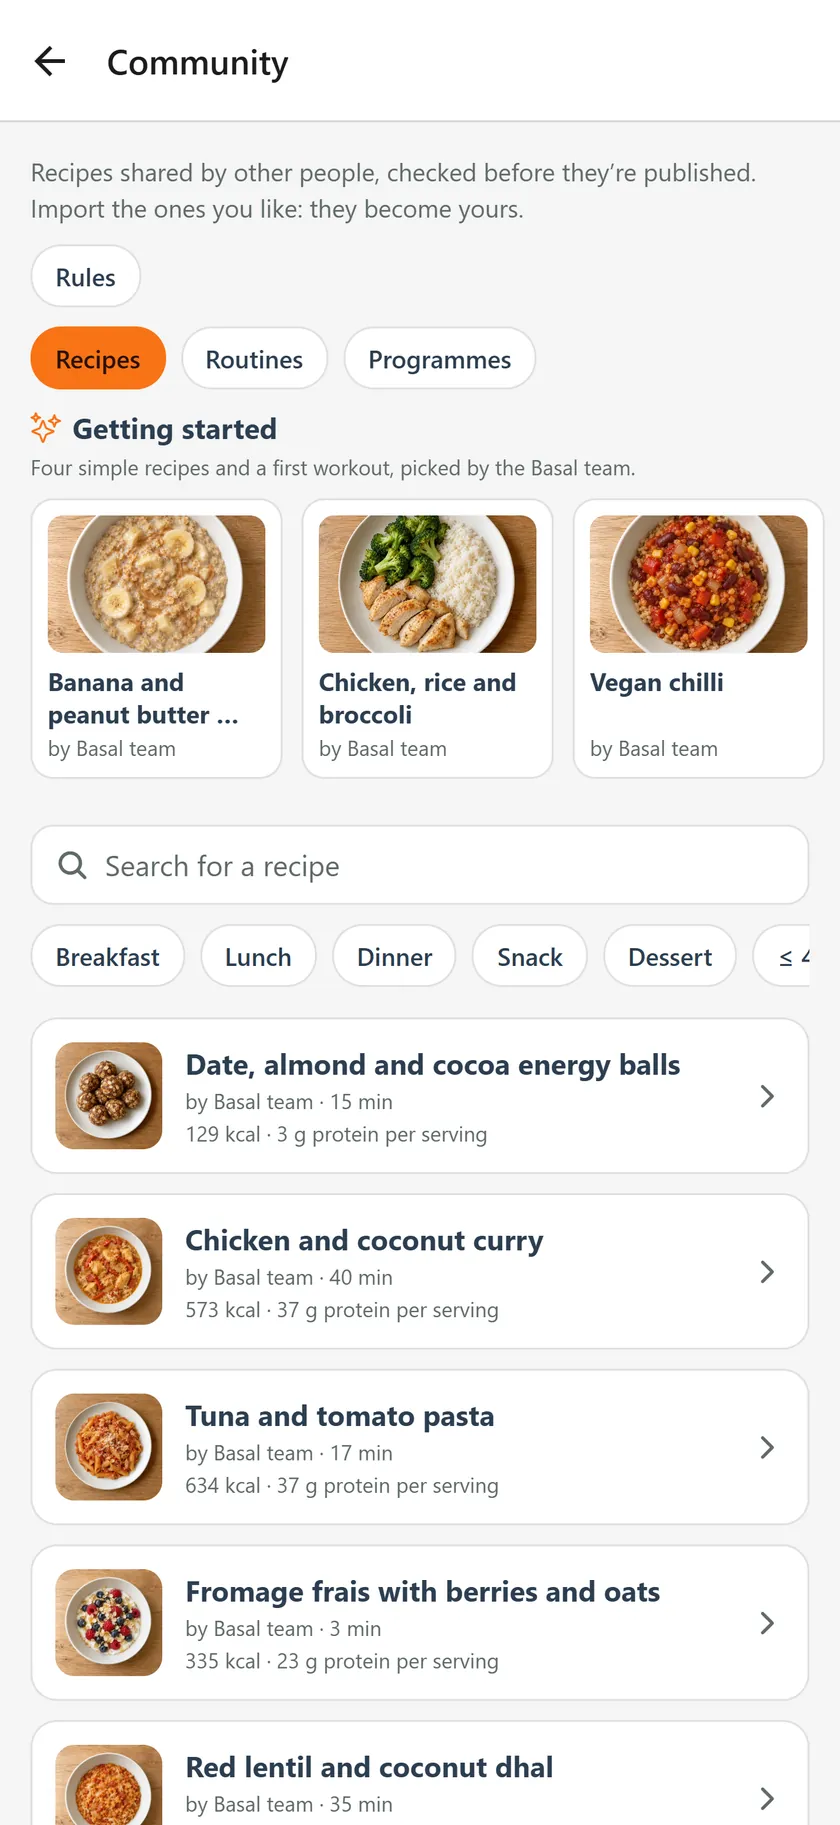 Community
Recipes shared by other people, checked before they’re published.
Import the ones you like: they become yours.
Rules
Recipes
Routines
Programmes
Getting started
Four simple recipes and a first workout, picked by the Basal team.
Banana and
peanut butter ...
by Basal team
Chicken, rice and
broccoli
by Basal team
Vegan chilli
by Basal team
Search for a recipe
Breakfast
Lunch
Dinner
Snack
Dessert
≤ 4
Date, almond and cocoa energy balls
by Basal team · 15 min
129 kcal · 3 g protein per serving
Chicken and coconut curry
by Basal team · 40 min
573 kcal · 37 g protein per serving
Tuna and tomato pasta
by Basal team · 17 min
634 kcal · 37 g protein per serving
Fromage frais with berries and oats
by Basal team · 3 min
335 kcal · 23 g protein per serving
Red lentil and coconut dhal
by Basal team · 35 min